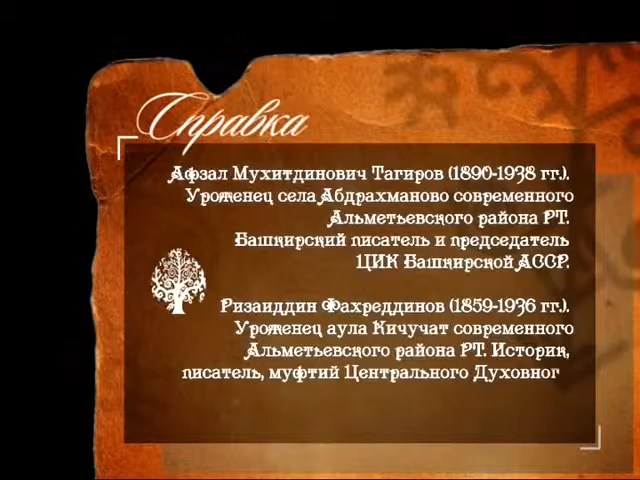 Справка
Афзал Мухитдинович Тагиров (1890-1938 гг.).
Уроженец села Абдрахманово современного
Альметьевского района РТ.
Башкирский писатель и председатель
ЦИК Башкирской АССР.
Ризаиддин Фахреддинов (1859-1936 гг.).
Уроженец аула Кичучат современного
Альметьевского района РТ. Историк,
писатель, муфтий Центрального Духовног